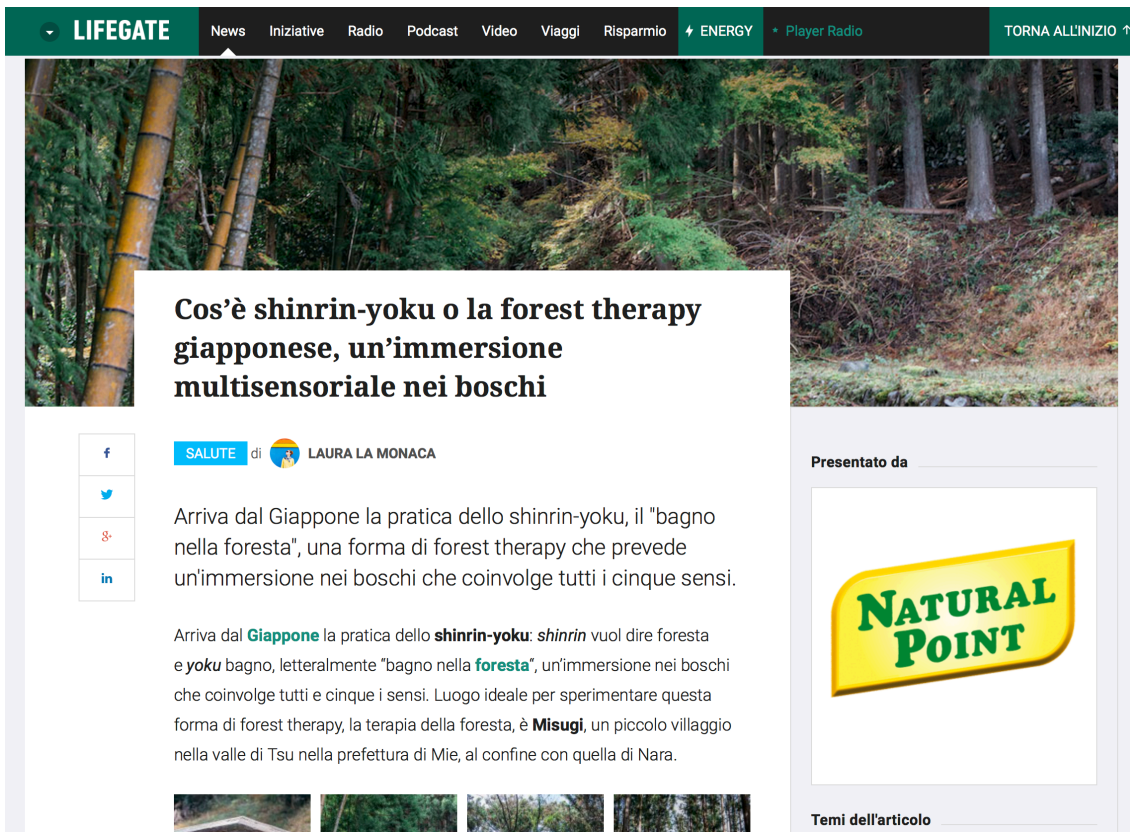 LIFEGATE News Iniziative Radio Podcast Video Viaggi Risparmio ENERGY Player Radio TORNA ALL'INIZIO ↑
Cos’è shinrin-yoku o la forest therapy
giapponese, un’immersione
multisensoriale nei boschi
SALUTE di LAURA LA MONACA
f
g+
in
Arriva dal Giappone la pratica dello shinrin-yoku, il "bagno
nella foresta", una forma di forest therapy che prevede
un'immersione nei boschi che coinvolge tutti i cinque sensi.
Arriva dal Giappone la pratica dello shinrin-yoku: shinrin vuol dire foresta
e yoku bagno, letteralmente “bagno nella foresta”, un’immersione nei boschi
che coinvolge tutti e cinque i sensi. Luogo ideale per sperimentare questa
forma di forest therapy, la terapia della foresta, è Misugi, un piccolo villaggio
nella valle di Tsu nella prefettura di Mie, al confine con quella di Nara.
Presentato da
NATURAL
POINT
Temi dell'articolo